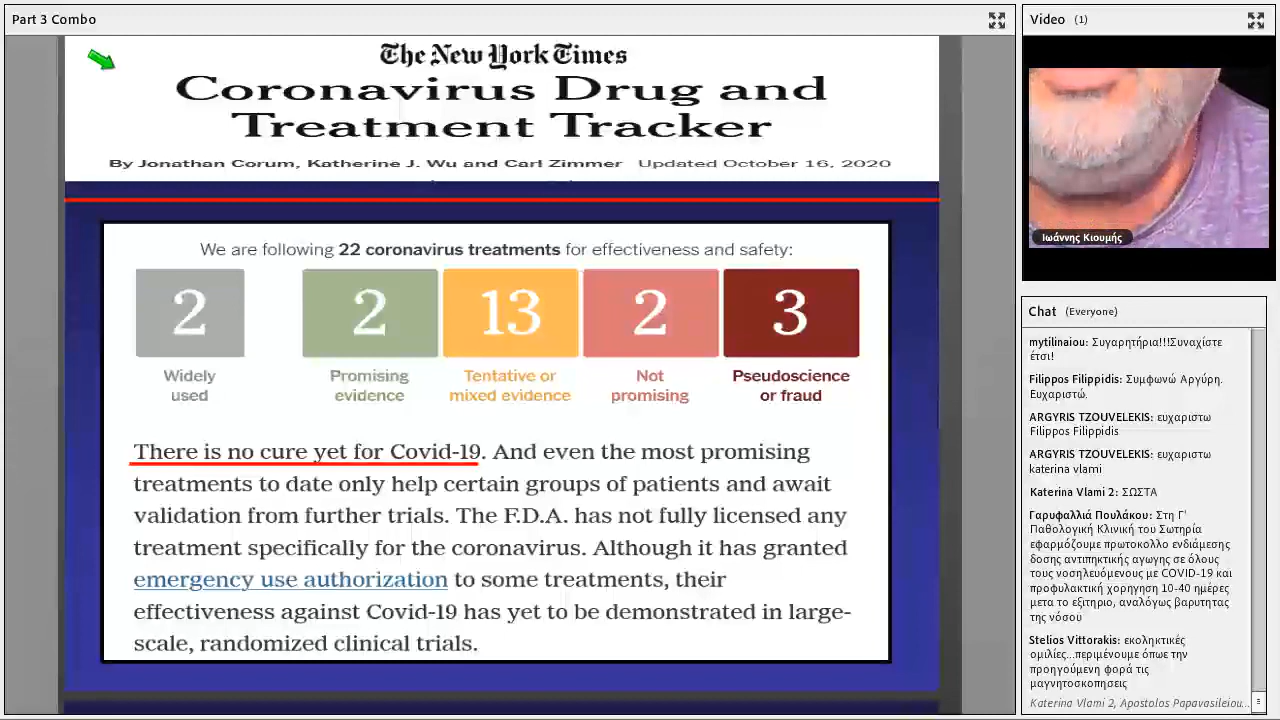 Part 3 Combo
The New York Times
Coronavirus Drug and
Treatment Tracker
By Jonathan Corum, Katherine J. Wu and Carl Zimmer Updated October 16, 2020
We are following 22 coronavirus treatments for effectiveness and safety:
2 2 13 2 3
Widely Promising Tentative or Not Pseudoscience
used evidence mixed evidence promising or fraud
There is no cure yet for Covid-19. And even the most promising
treatments to date only help certain groups of patients and await
validation from further trials. The F.D.A. has not fully licensed any
treatment specifically for the coronavirus. Although it has granted
emergency use authorization to some treatments, their
effectiveness against Covid-19 has yet to be demonstrated in large-
scale, randomized clinical trials.
Video (1)
Ιωάννης Κιουμής
Chat (Everyone)
mytilinaiou: Συγαρητήρια!!!Συναχίστε
έτσι!
Filippos Filippidis: Συμφωνώ Αργύρη.
Ευχαριστώ.
ARGYRIS TZOUVELEKIS: ευχαριστω
Filippos Filippidis
ARGYRIS TZOUVELEKIS: ευχαριστω
katerina vlami
Katerina Vlami 2: ΣΩΣΤΑ
Γαρυφαλλιά Πουλάκου: Στη Γ'
Παθολογική Κλινική του Σωτηρία
εφαρμόζουμε πρωτοκολλο ενδιάμεσης
δοσης αντιπηκτικής αγωγης σε όλους
τους νοσηλευόμενους με COVID-19 και
προφυλακτική χορηγηση 10-40 ημέρες
μετα το εξιτηριο, αναλόγως βαρυτητας
της νόσου
Stelios Vittorakis: εκοληκτικές
ομιλίες...περιμένουμε όπωε την
προηγούμενη φορά τις
μαγνητοσκοπησεις
Katerina Vlami 2, Apostolos Papavasileiou...